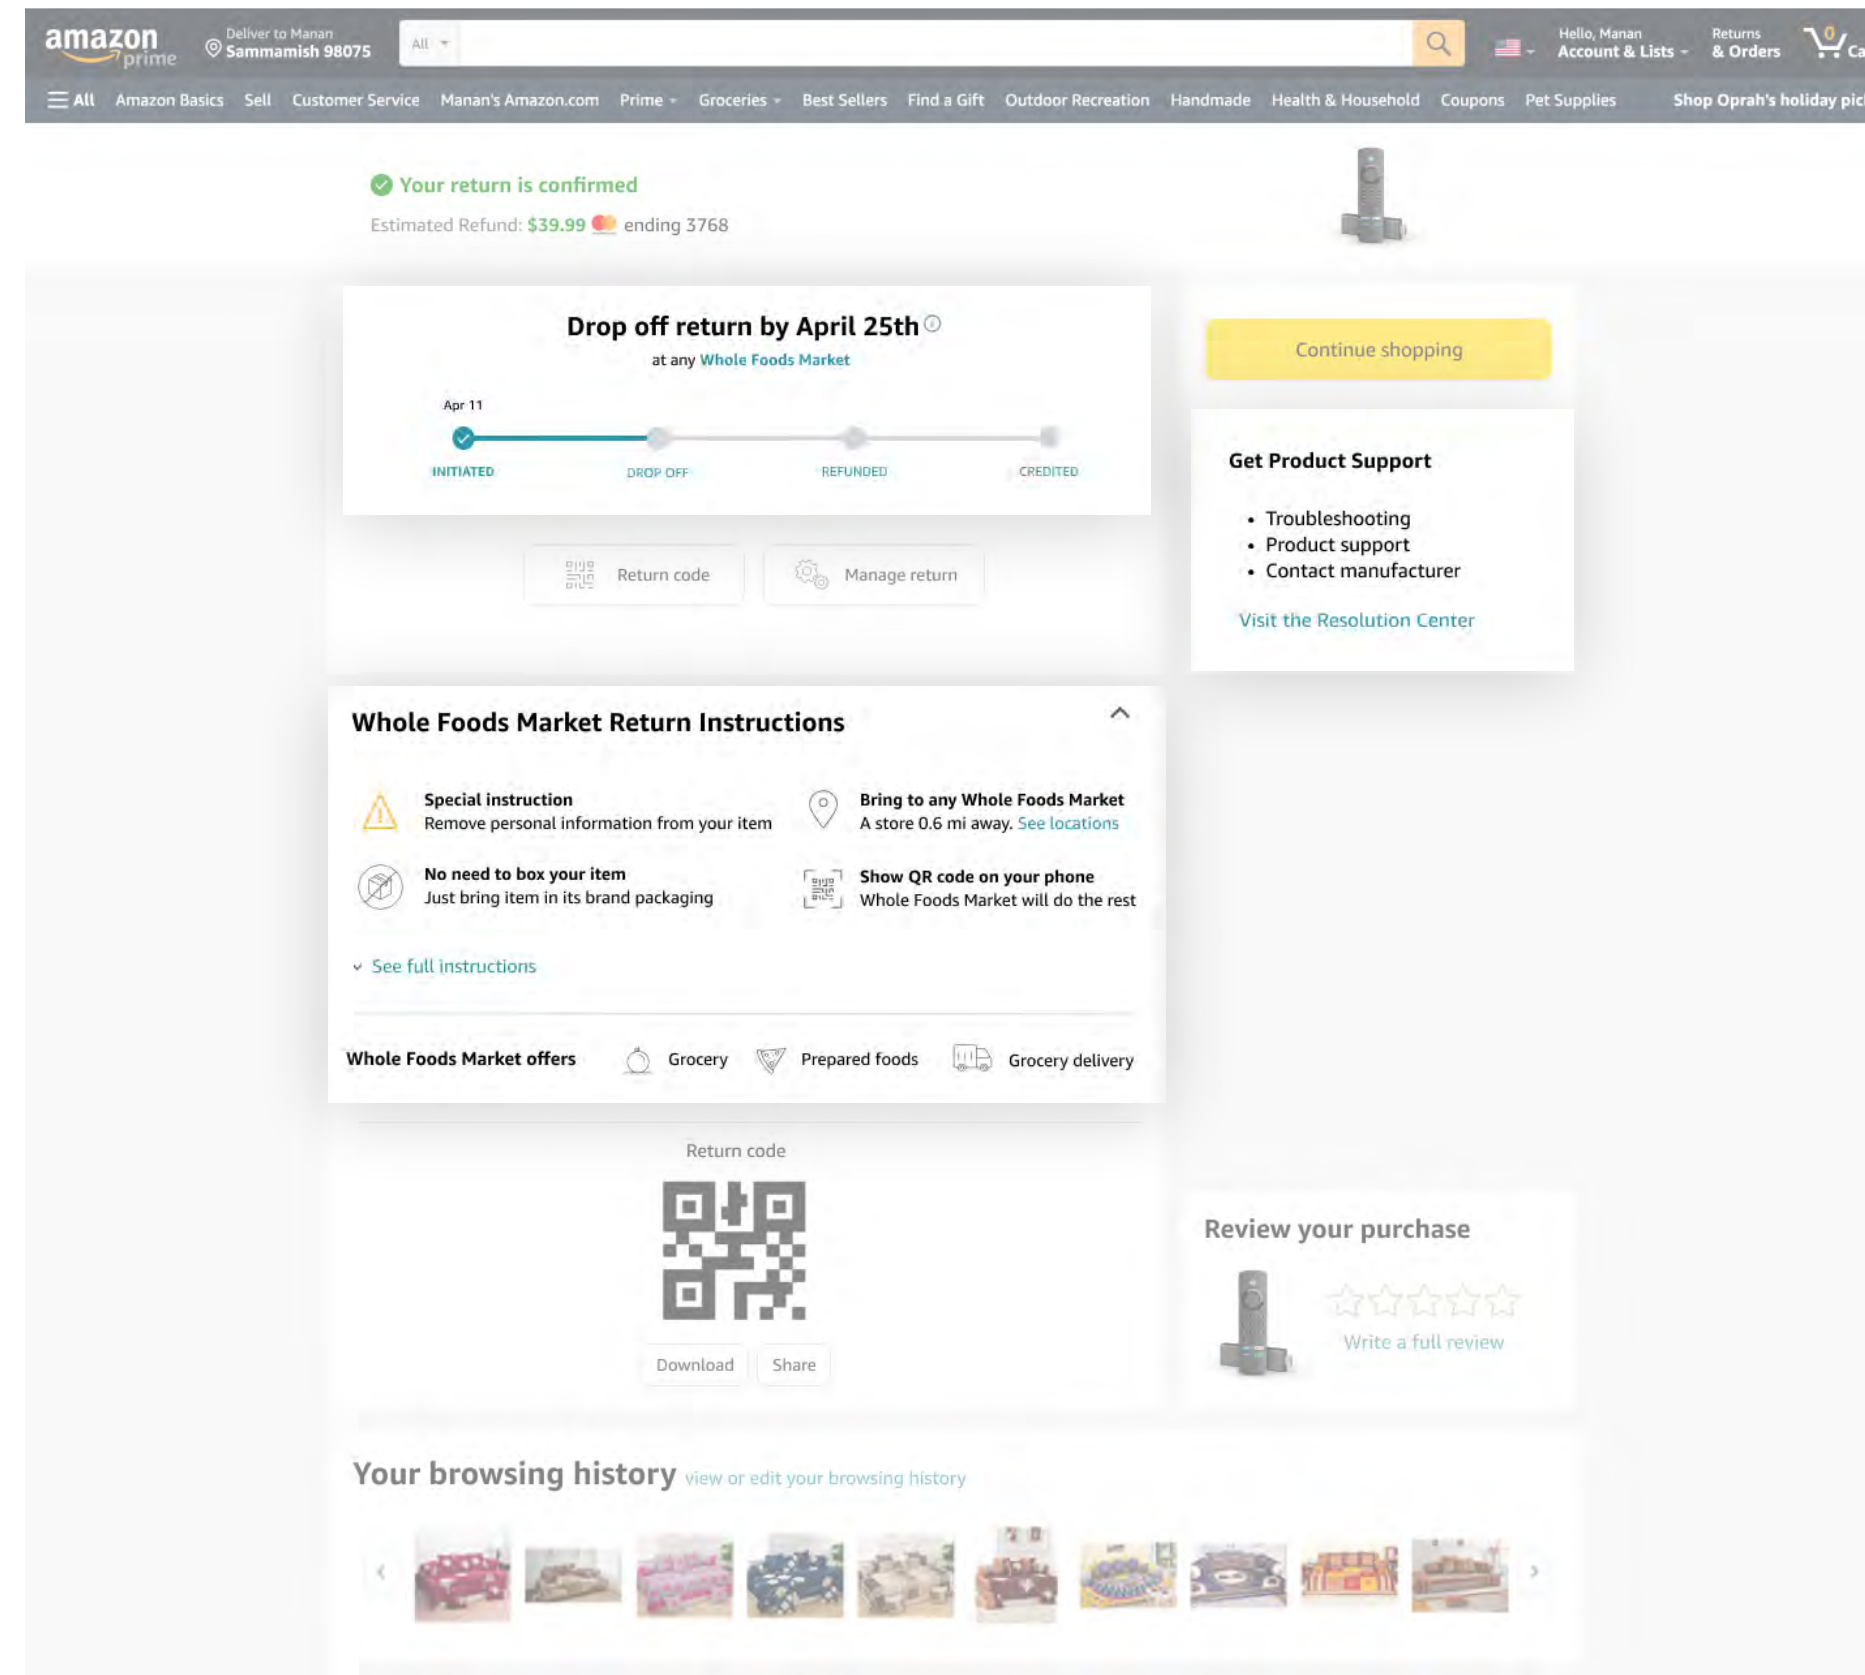 amazon prime
Deliver to Manan
Sammamish 98075
All
Hello, Manan
Account & Lists
Returns
& Orders
0
Ca
All Amazon Basics Sell Customer Service Manan's Amazon.com Prime Groceries Best Sellers Find a Gift Outdoor Recreation Handmade Health & Household Coupons Pet Supplies Shop Oprah's holiday pic
Your return is confirmed
Estimated Refund: $39.99 ending 3768
Drop off return by April 25th
at any Whole Foods Market
Apr 11
INITIATED DROP OFF REFUNDED CREDITED
Return code Manage return
Continue shopping
Get Product Support
• Troubleshooting
• Product support
• Contact manufacturer
Visit the Resolution Center
Whole Foods Market Return Instructions
Special instruction
Remove personal information from your item
Bring to any Whole Foods Market
A store 0.6 mi away. See locations
No need to box your item
Just bring item in its brand packaging
Show QR code on your phone
Whole Foods Market will do the rest
See full instructions
Whole Foods Market offers Grocery Prepared foods Grocery delivery
Return code
Download Share
Review your purchase
Write a full review
Your browsing history view or edit your browsing history